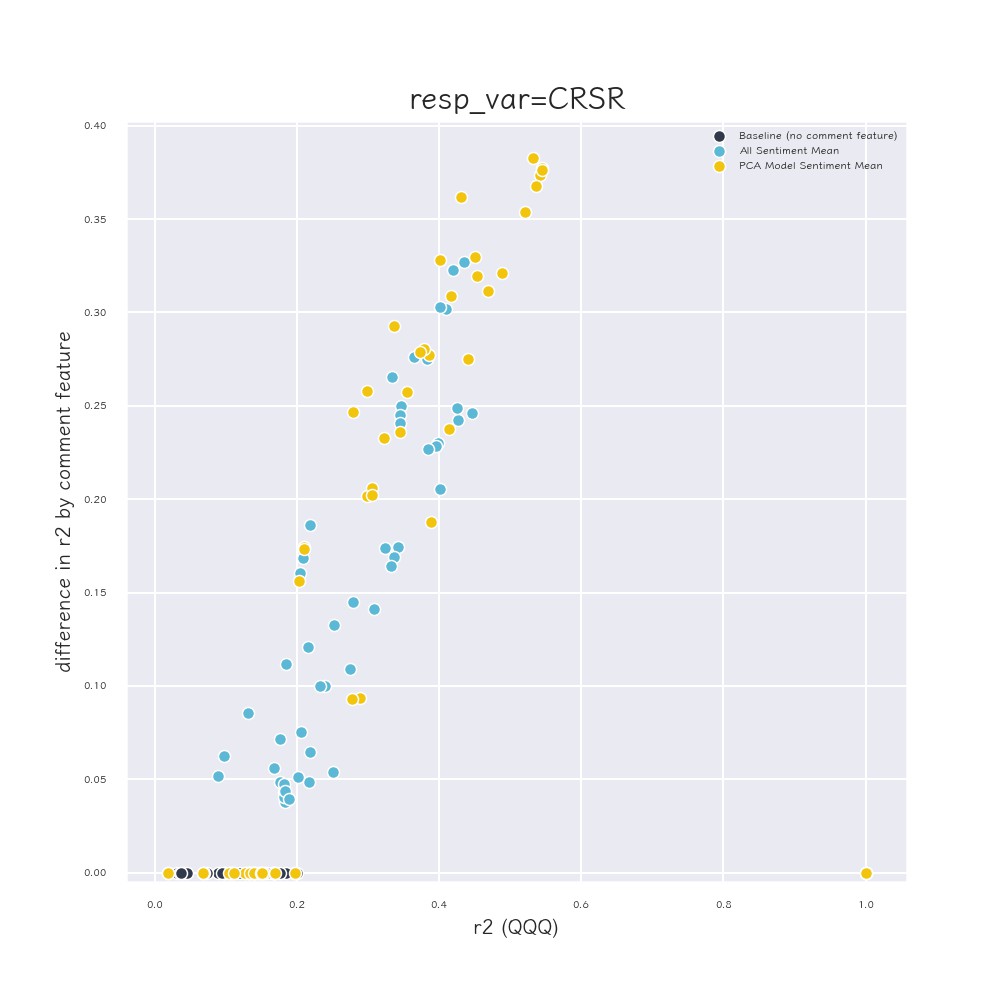 resp_var=CRSR
Baseline (no comment feature)
All Sentiment Mean
PCA Model Sentiment Mean
difference in r2 by comment feature
0.40
0.35
0.30
0.25
0.20
0.15
0.10
0.05
0.00
0.0 0.2 0.4 0.6 0.8 1.0
r2 (QQQ)